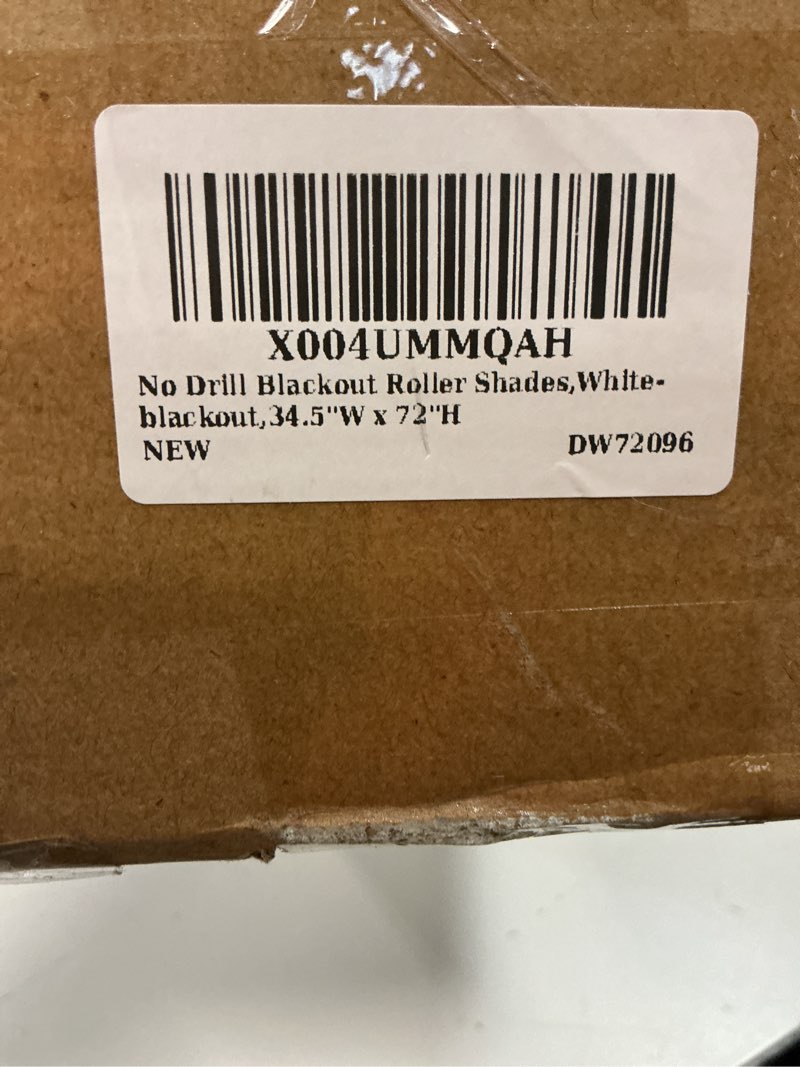 X004UMMQAH
No Drill Blackout Roller Shades,White-
blackout,34.5"W x 72"H
NEW DW72096